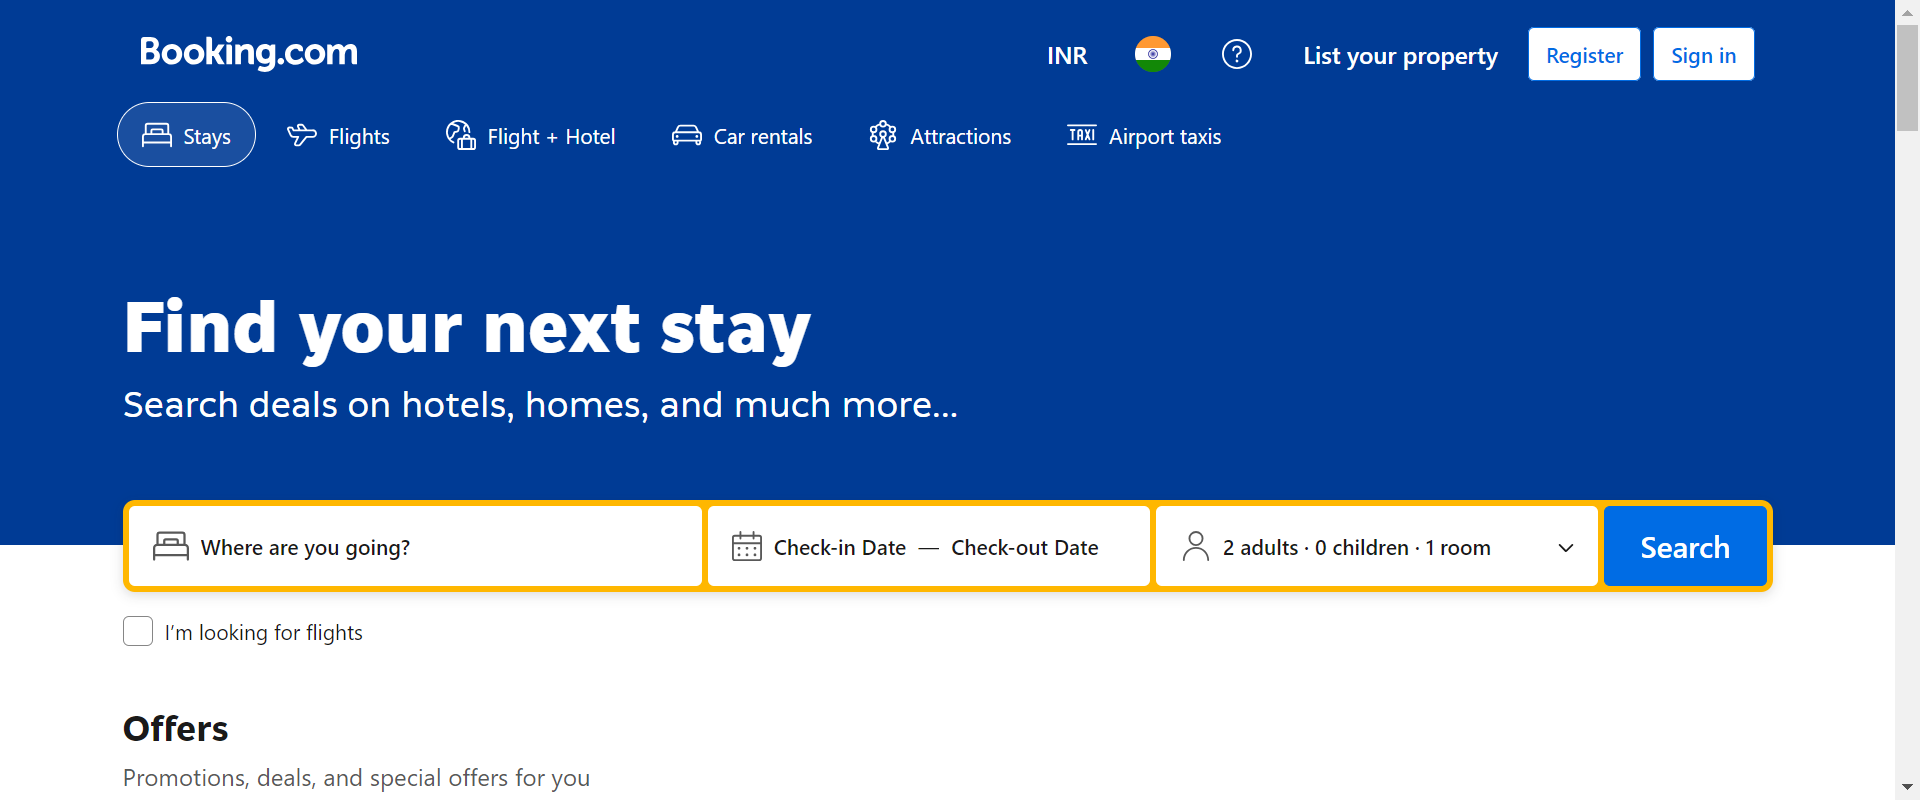 Booking.com
INR
List your property
Register
Sign in
Stays
Flights
Flight + Hotel
Car rentals
Attractions
TAXI
Airport taxis
Find your next stay
Search deals on hotels, homes, and much more...
Where are you going?
Check-in Date — Check-out Date
2 adults · 0 children · 1 room
Search
I’m looking for flights
Offers
Promotions, deals, and special offers for you